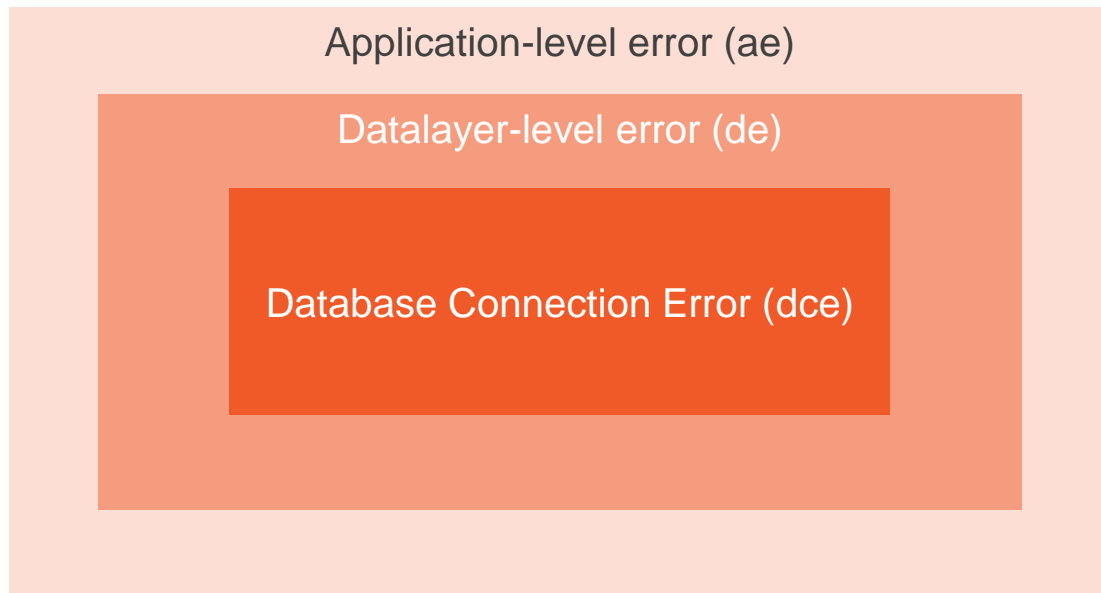 Application-level error (ae)
Datalayer-level error (de)
Database Connection Error (dce)